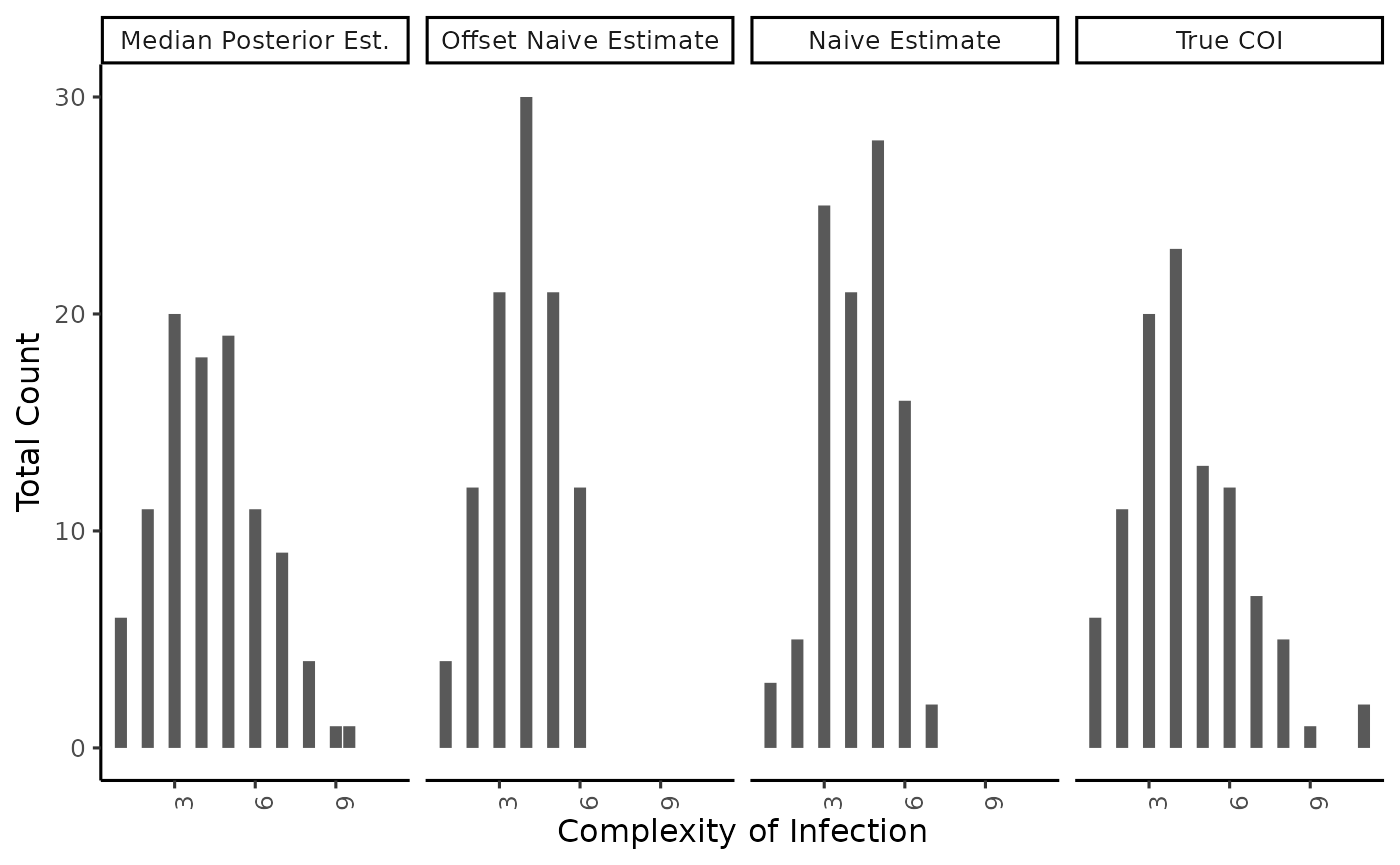 Median Posterior Est.
Offset Naive Estimate
Naive Estimate
True COI
Total Count
30
20
10
0
3
6
9
3
6
9
3
6
9
3
6
9
Complexity of Infection